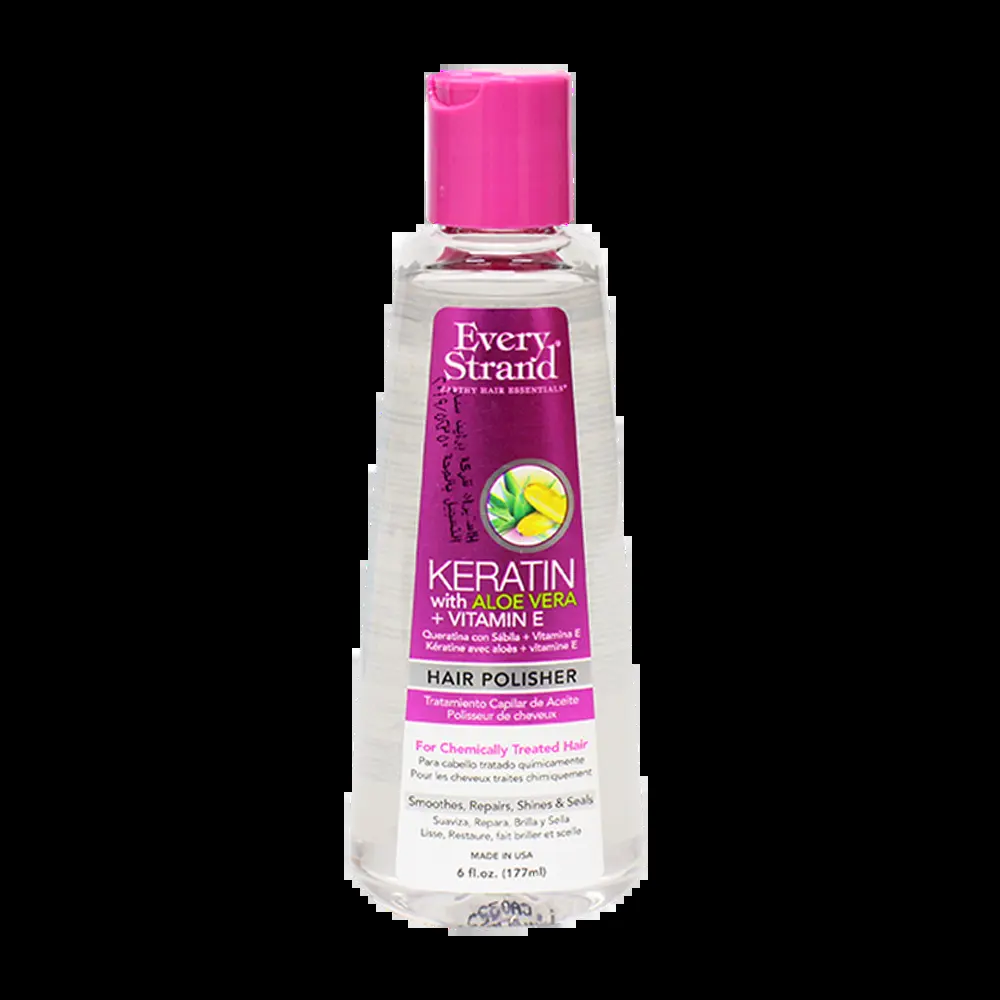 Every
Strand®
HAIR ESSENTIALS®
KERATIN
with ALOE VERA
+ VITAMIN E
Queratina con Sábila + Vitamina E
Kératine avec aloès + vitamine E
HAIR POLISHER
Tratamiento Capilar de Aceite
Polisseur de cheveux
For Chemically Treated Hair
Para cabello tratado quimicamente
Pour les cheveux traites chimiquement
Smoothes, Repairs, Shines & Seals
Suaviza, Repara, Brilla y Sella
Lisse, Restaure, fait briller et scelle
MADE IN USA
6 fl.oz. (177ml)